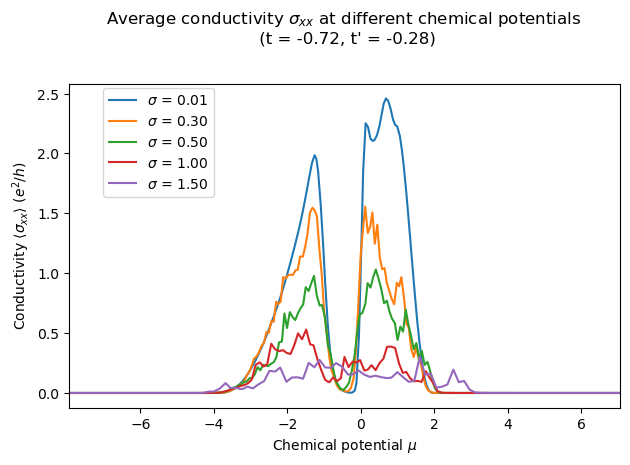 Average conductivity σxx at different chemical potentials
(t = -0.72, t' = -0.28)
2.5
2.0
1.5
1.0
0.5
0.0
Conductivity ⟨σxx⟩ (e²/h)
σ = 0.01
σ = 0.30
σ = 0.50
σ = 1.00
σ = 1.50
−6 −4 −2 0 2 4 6
Chemical potential μ